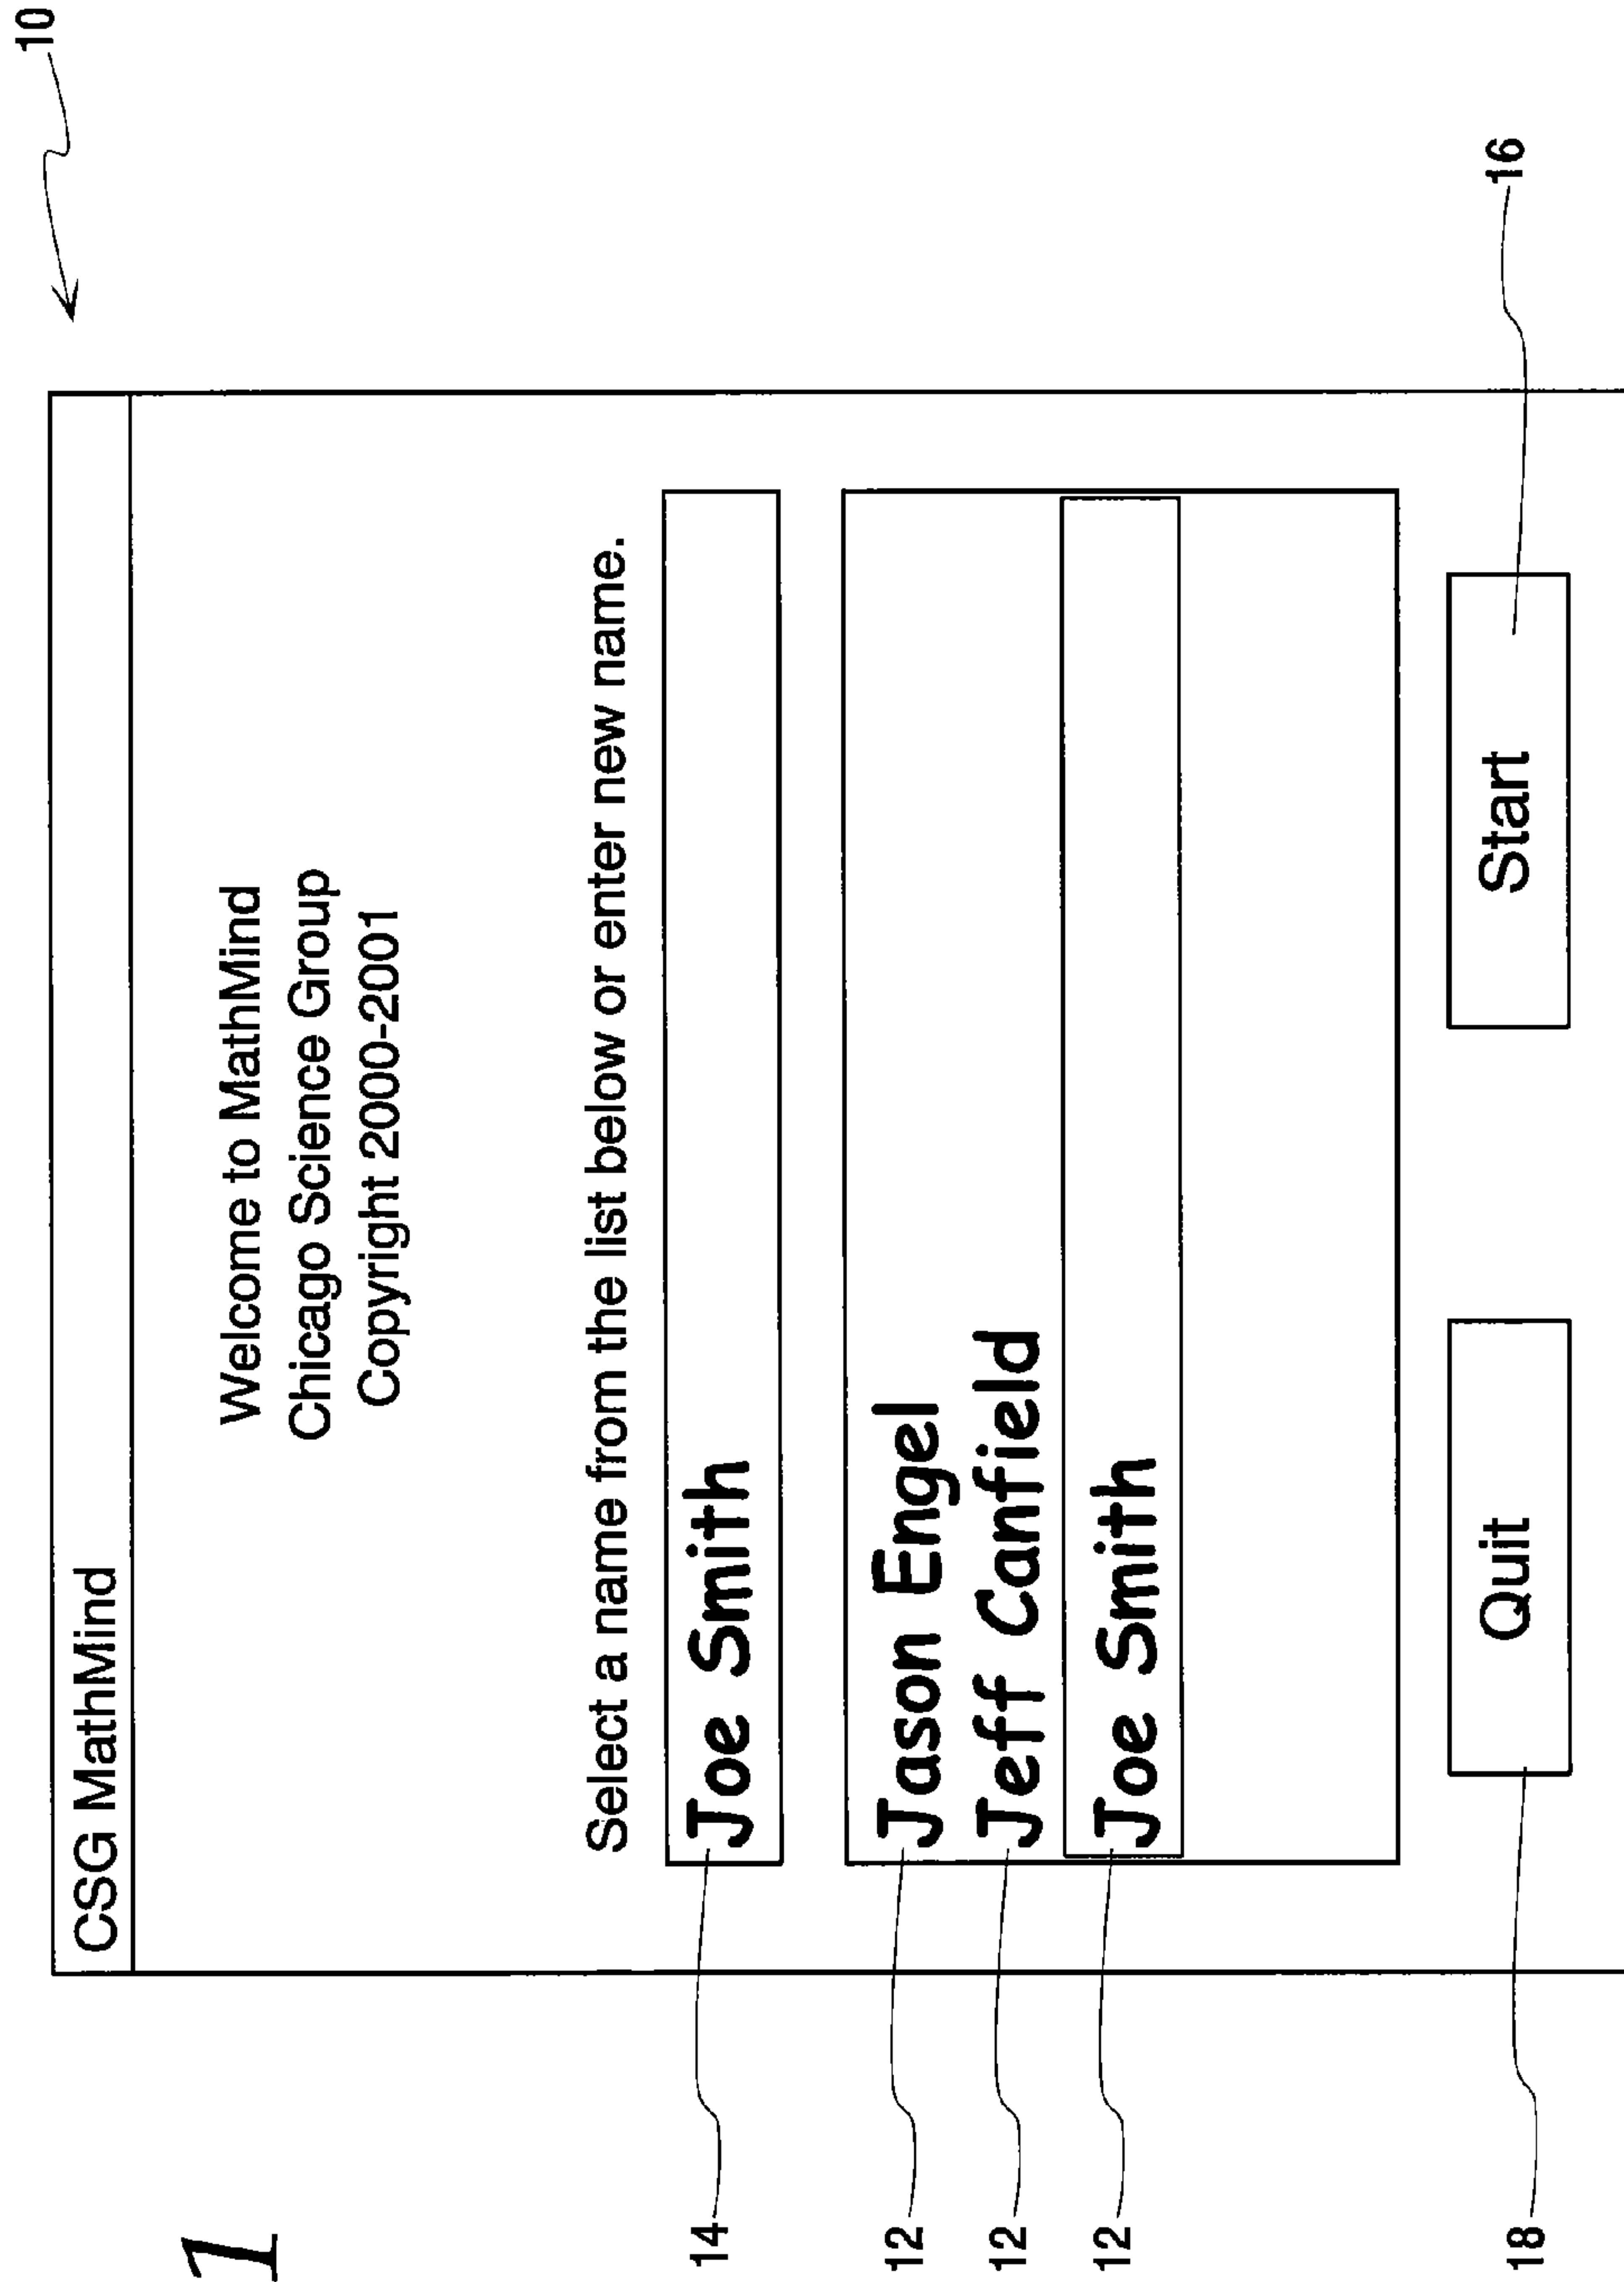 1
10
CSG MathMind
Welcome to MathMind
Chicago Science Group
Copyright 2000-2001
Select a name from the list below or enter new name.
14 Joe Smith
12 Jason Engel
12 Jeff Canfield
12 Joe Smith
18 Quit Start 16